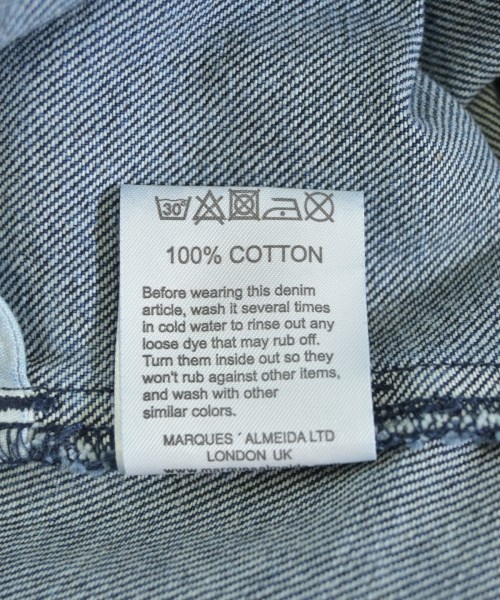 30°
100% COTTON
Before wearing this denim
article, wash it several times
in cold water to rinse out any
loose dye that may rub off.
Turn them inside out so they
won't rub against other items,
and wash with other
similar colors.
MARQUES ´ALMEIDA LTD
LONDON UK